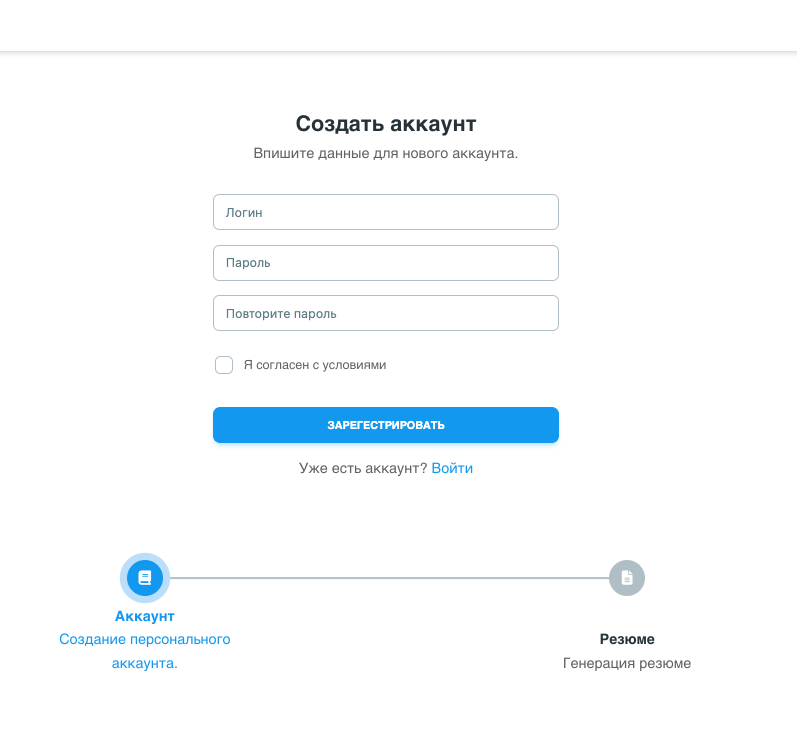 Создать аккаунт
Впишите данные для нового аккаунта.
Логин
Пароль
Повторите пароль
Я согласен с условиями
ЗАРЕГЕСТРИРОВАТЬ
Уже есть аккаунт? Войти
Аккаунт
Создание персонального
аккаунта.
Резюме
Генерация резюме